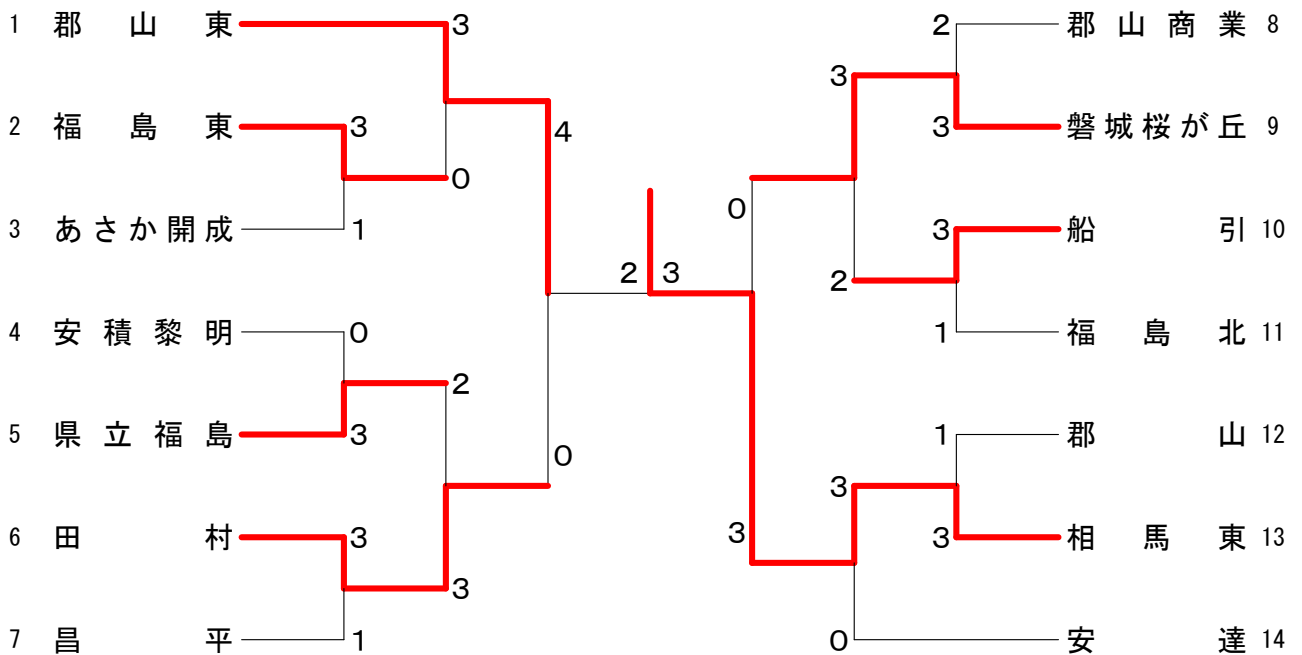 1 郡山東 3 2 郡山商業 8
3
2 福島東 3 4 3 磐城桜が丘 9
0 0
3 あさか開成 1 3 船引 10
2 3 2
4 安積黎明 0 1 福島北 11
2
5 県立福島 3 1 郡山 12
0
3
6 田村 3 3 3 相馬東 13
3
7 昌平 1 0 安達 14